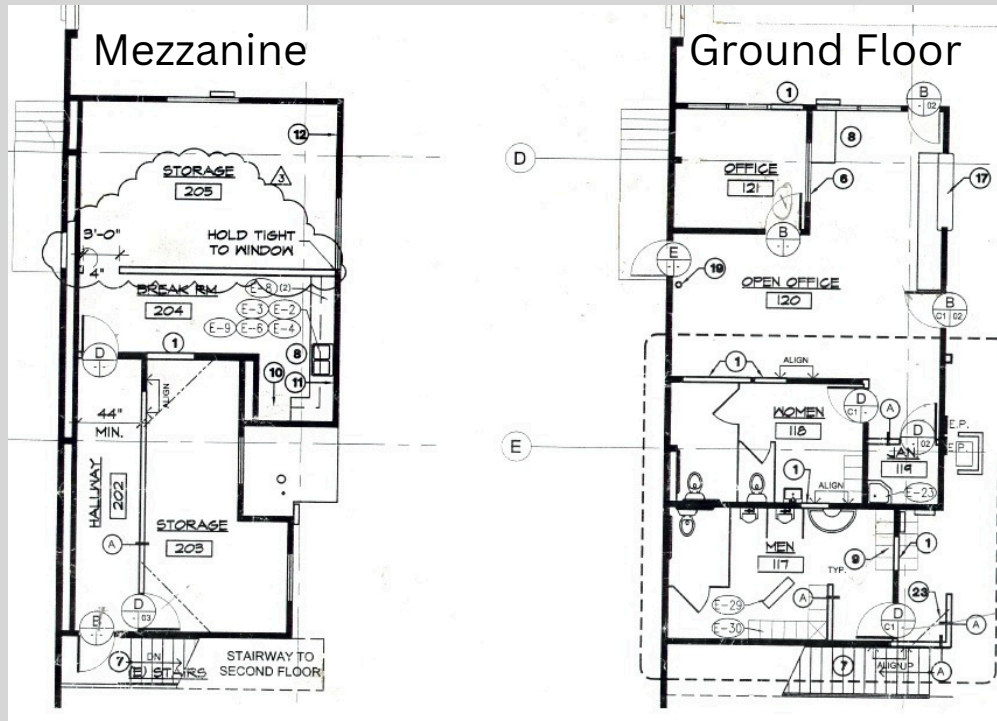 Mezzanine
12
STORAGE
205
3
3'-0"
4"
HOLD TIGHT
TO WINDOW
BREAK RM
204
E-8 (2)
E-3 E-2
E-9 E-6 E-4
D
1
8
10
11
ALIGN
44"
MIN.
HALLWAY
202
STORAGE
203
A
D
03
B
7
DN
(E) STAIRS
STAIRWAY TO
SECOND FLOOR
Ground Floor
1
B
02
8
D
OFFICE
121
6
17
B
E
19
OPEN OFFICE
120
B
C1 02
1
ALIGN
WOMEN
118
D
C1
A
D
02
E.P.
E.P.
E
JAN.
119
1
ALIGN
E-23
MEN
117
TYP.
9
1
E-29
A
23
E-30
D
C1
A
7
ALIGN
UP
A